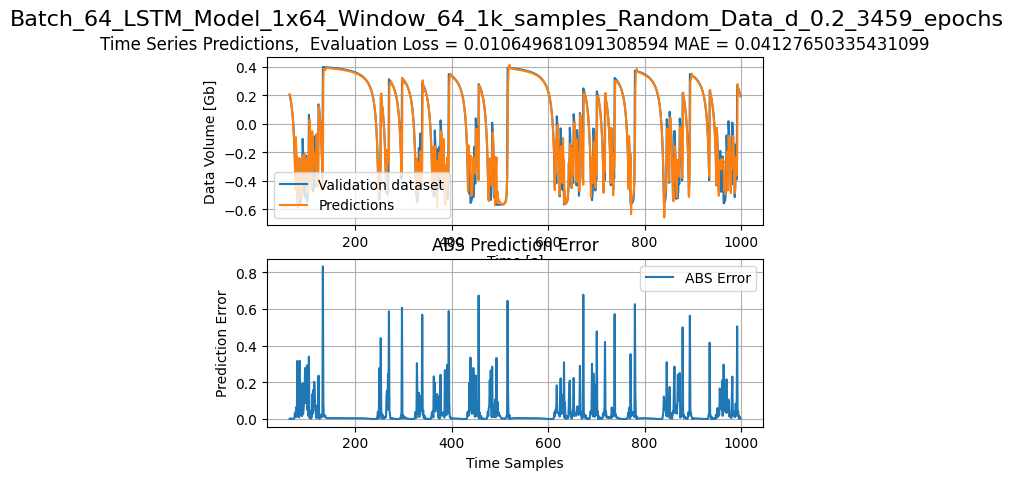 Batch_64_LSTM_Model_1x64_Window_64_1k_samples_Random_Data_d_0.2_3459_epochs
Time Series Predictions,  Evaluation Loss = 0.010649681091308594 MAE = 0.04127650335431099
Data Volume [Gb]
0.4
0.2
0.0
−0.2
−0.4
−0.6
Validation dataset
Predictions
200
400
600
800
1000
Time [s]
ABS Prediction Error
Prediction Error
0.8
0.6
0.4
0.2
0.0
ABS Error
200
400
600
800
1000
Time Samples